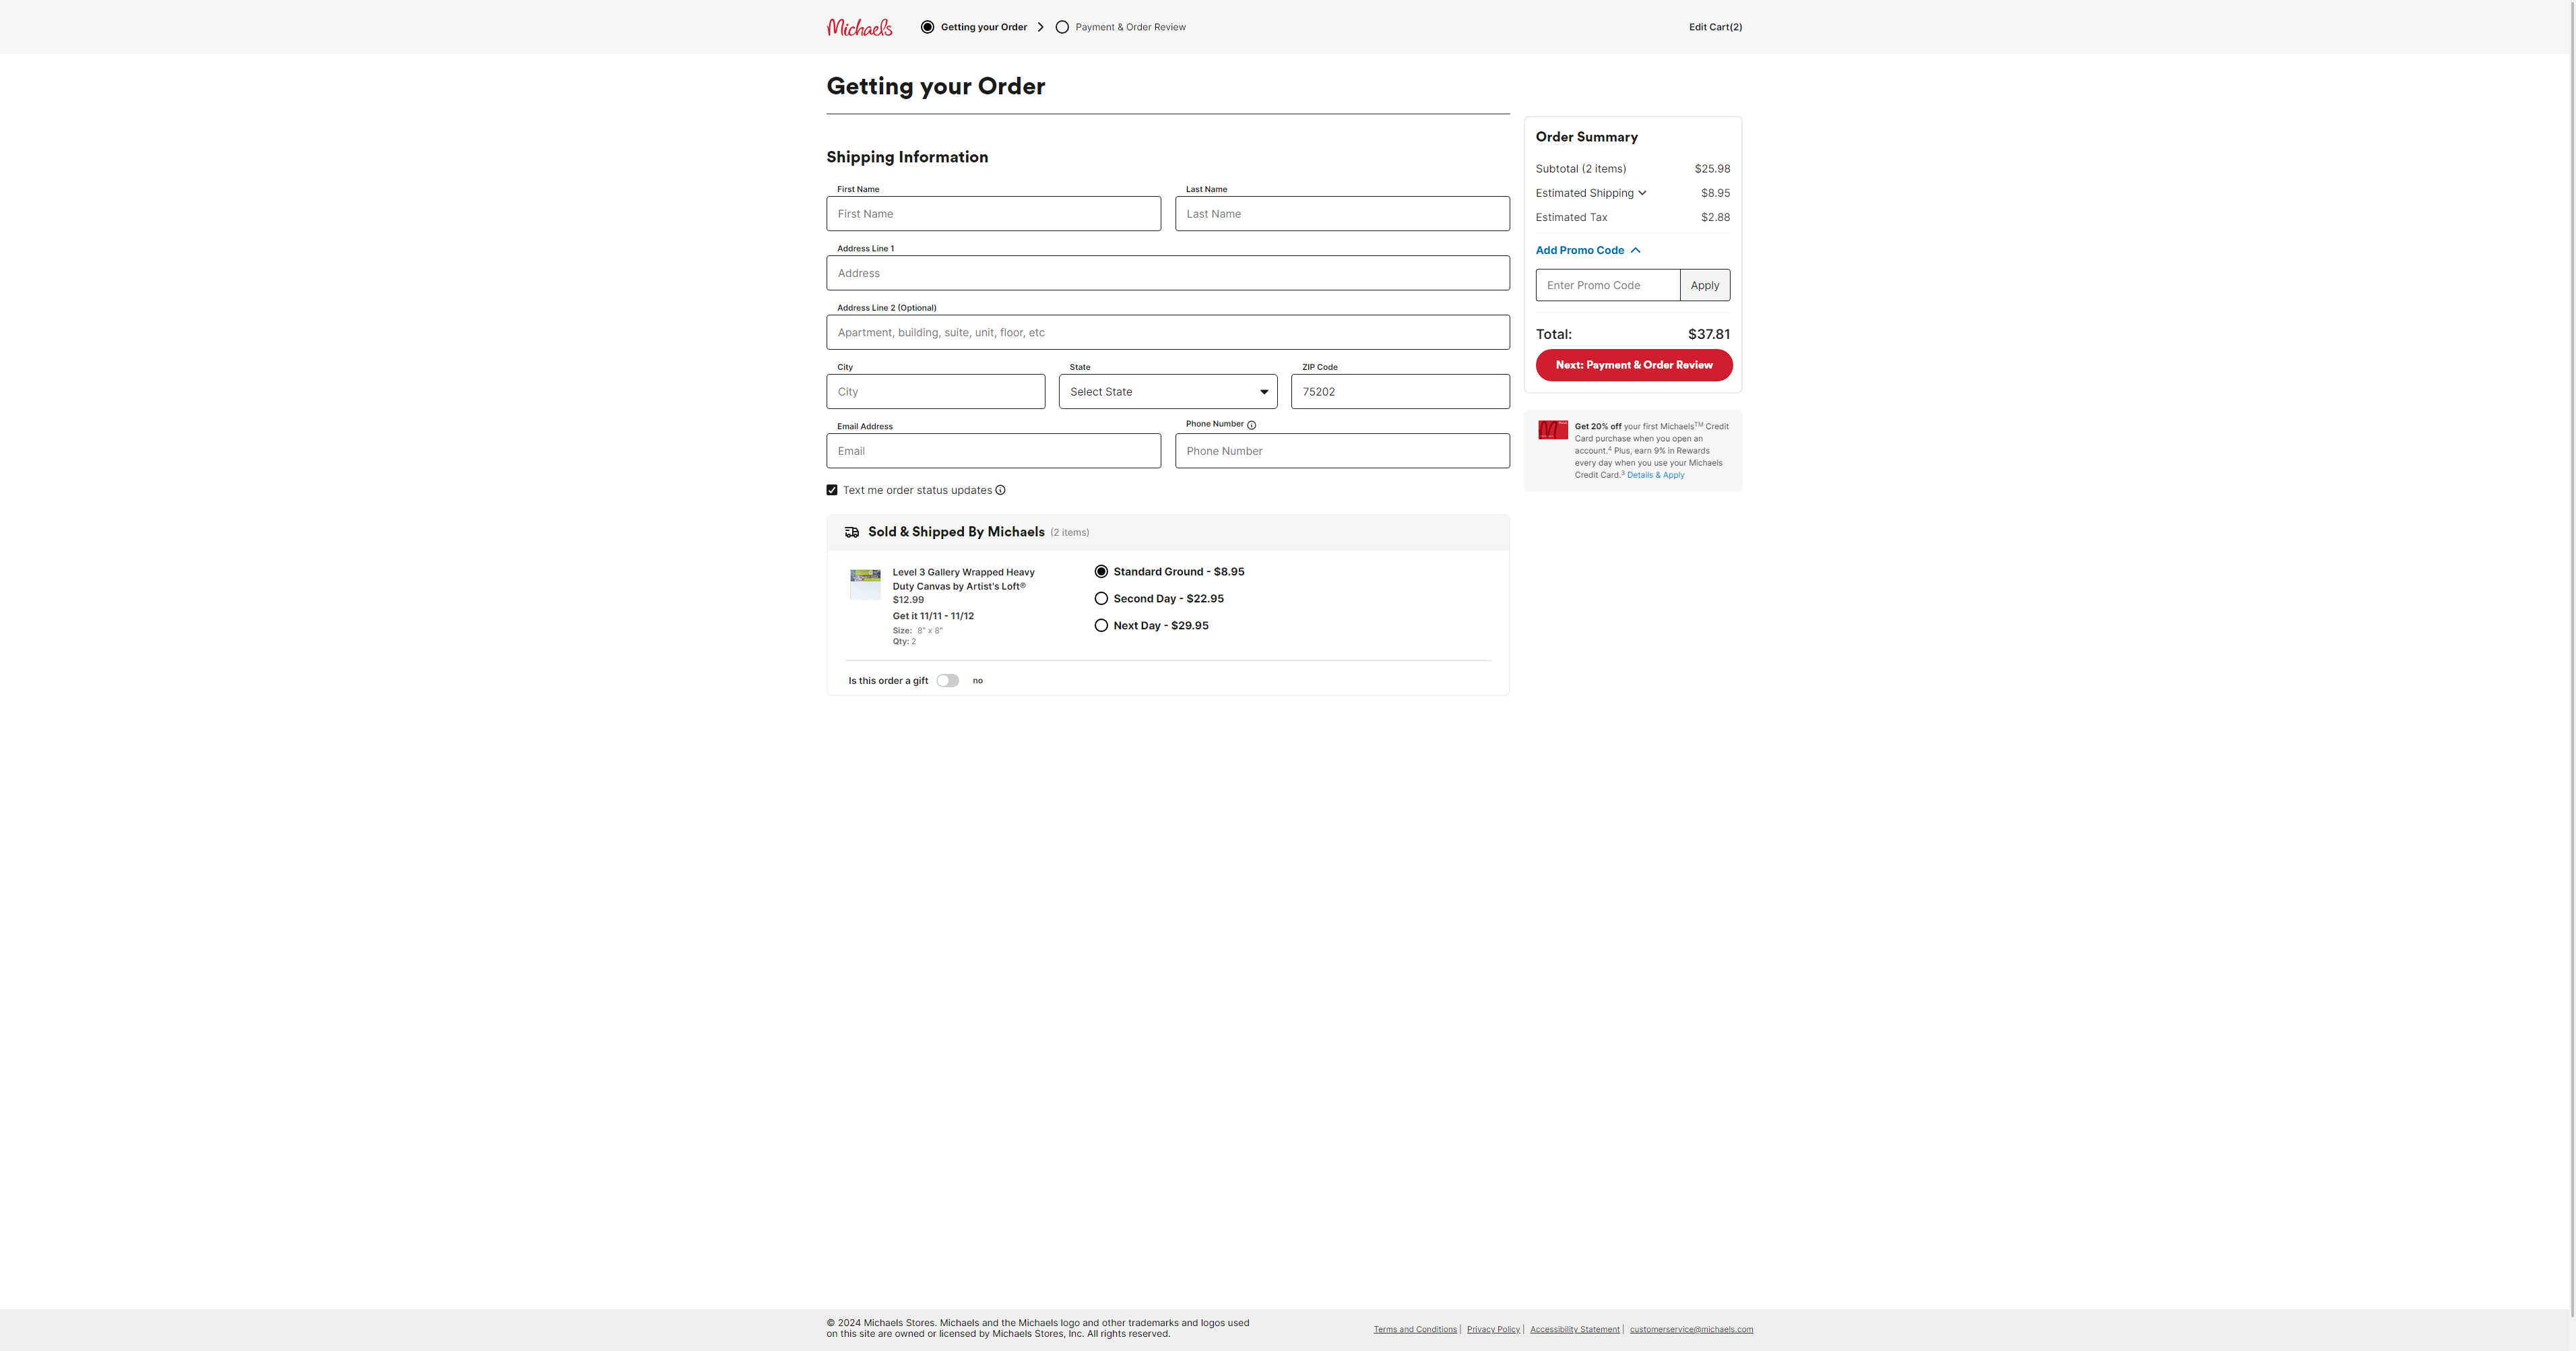 Michaels
Getting your Order
Payment & Order Review
Edit Cart(2)
Getting your Order
Shipping Information
First Name
Last Name
First Name
Last Name
Address Line 1
Address
Address Line 2 (Optional)
Apartment, building, suite, unit, floor, etc
City
State
ZIP Code
City
Select State
75202
Email Address
Phone Number
Email
Phone Number
Text me order status updates
Sold & Shipped By Michaels (2 items)
Level 3 Gallery Wrapped Heavy
Duty Canvas by Artist's Loft®
$12.99
Get it 11/11 - 11/12
Size: 8" x 8"
Qty: 2
Standard Ground - $8.95
Second Day - $22.95
Next Day - $29.95
Is this order a gift
no
Order Summary
Subtotal (2 items) $25.98
Estimated Shipping $8.95
Estimated Tax $2.88
Add Promo Code
Enter Promo Code
Apply
Total: $37.81
Next: Payment & Order Review
Get 20% off your first Michaels™ Credit
Card purchase when you open an
account.⁴ Plus, earn 9% in Rewards
every day when you use your Michaels
Credit Card.³ Details & Apply
© 2024 Michaels Stores. Michaels and the Michaels logo and other trademarks and logos used
on this site are owned or licensed by Michaels Stores, Inc. All rights reserved.
Terms and Conditions | Privacy Policy | Accessibility Statement | customerservice@michaels.com